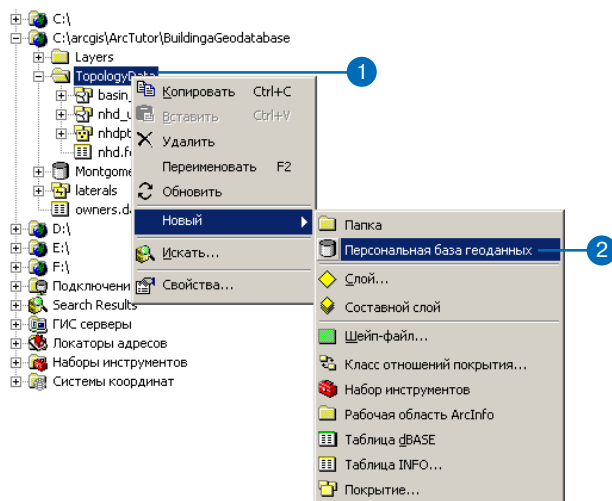 C:\
C:\arcgis\ArcTutor\BuildingaGeodatabase
Layers
TopologyData
1
basin_
nhd_u
nhdpt
nhd.f
Montgome
laterals
owners.d
D:\
E:\
F:\
Подключени
Search Results
ГИС серверы
Локаторы адресов
Наборы инструментов
Системы координат
Копировать Ctrl+C
Вставить Ctrl+V
Удалить
Переименовать F2
Обновить
Новый
Искать...
Свойства...
Папка
Персональная база геоданных
2
Слой...
Составной слой
Шейп-файл...
Класс отношений покрытия...
Набор инструментов
Рабочая область ArcInfo
Таблица dBASE
Таблица INFO...
Покрытие...